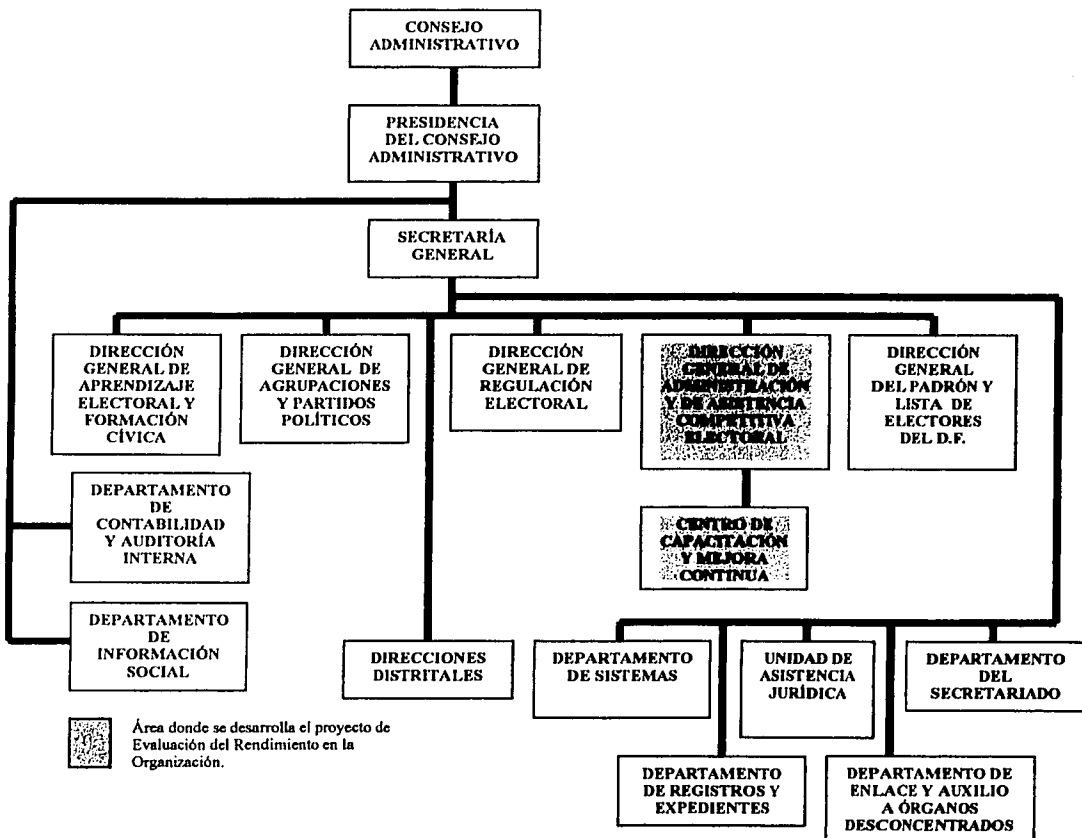 CONSEJO
ADMINISTRATIVO
PRESIDENCIA
DEL CONSEJO
ADMINISTRATIVO
SECRETARÍA
GENERAL
DIRECCIÓN
GENERAL
DE APRENDIZAJE
ELECTORAL Y
FORMACIÓN
CÍVICA
DIRECCIÓN
GENERAL DE
AGRUPACIONES
Y PARTIDOS
POLÍTICOS
DIRECCIÓN
GENERAL DE
REGULACIÓN
ELECTORAL
DIRECCIÓN
GENERAL DE
ADMINISTRACIÓN
Y DE ASISTENCIA
COMPETITIVA
ELECTORAL
DIRECCIÓN
GENERAL
DEL PADRÓN Y
LISTA DE
ELECTORES
DEL D.F.
DEPARTAMENTO
DE
CONTABILIDAD
Y AUDITORÍA
INTERNA
CENTRO DE
CAPACITACIÓN
Y MEJORA
CONTINUA
DEPARTAMENTO
DE
INFORMACIÓN
SOCIAL
DIRECCIONES
DISTRITALES
DEPARTAMENTO
DE SISTEMAS
UNIDAD DE
ASISTENCIA
JURÍDICA
DEPARTAMENTO
DEL
SECRETARIADO
Área donde se desarrolla el proyecto de
Evaluación del Rendimiento en la
Organización.
DEPARTAMENTO
DE REGISTROS Y
EXPEDIENTES
DEPARTAMENTO DE
ENLACE Y AUXILIO
A ÓRGANOS
DESCONCENTRADOS